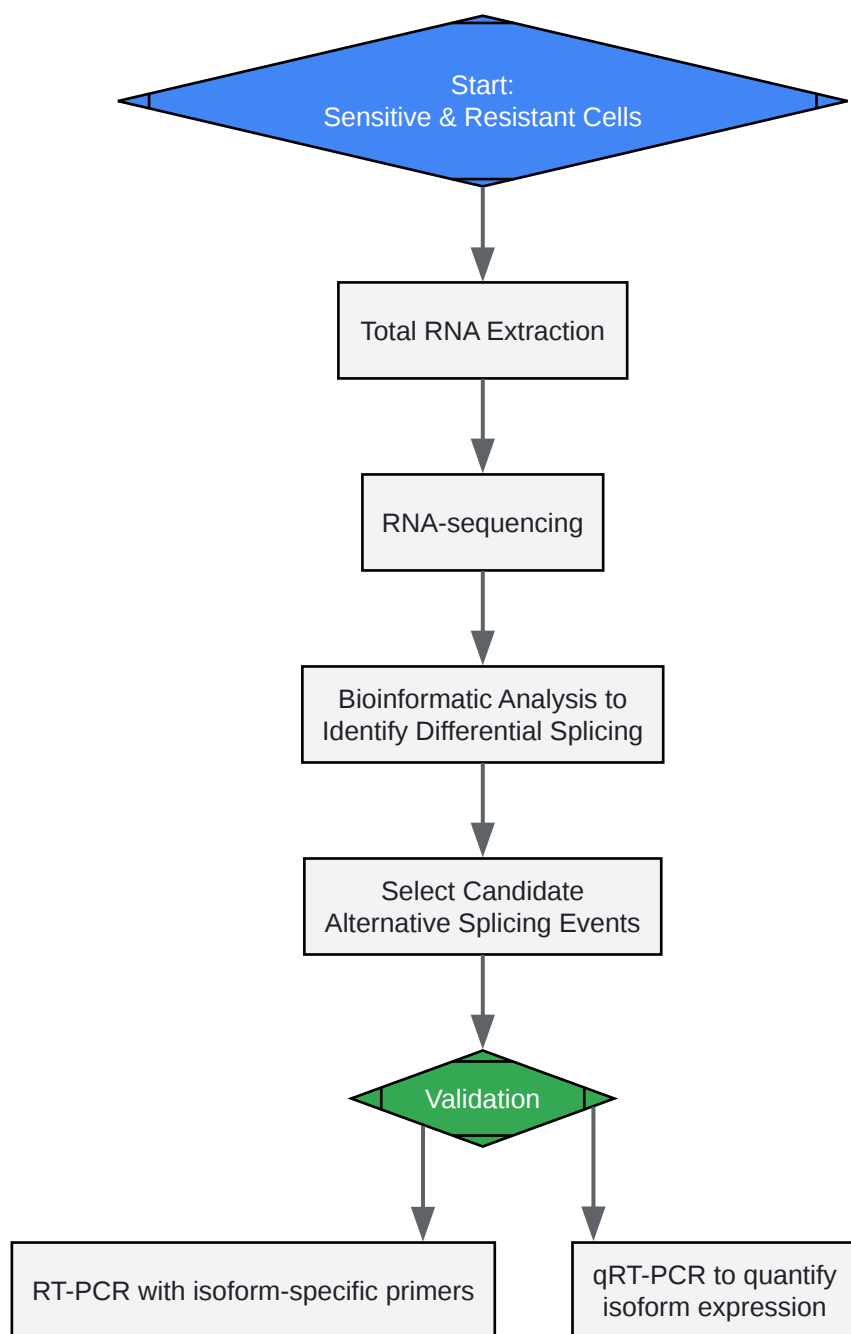 Start:
Sensitive & Resistant Cells
Total RNA Extraction
RNA-sequencing
Bioinformatic Analysis to
Identify Differential Splicing
Select Candidate
Alternative Splicing Events
Validation
RT-PCR with isoform-specific primers
qRT-PCR to quantify
isoform expression